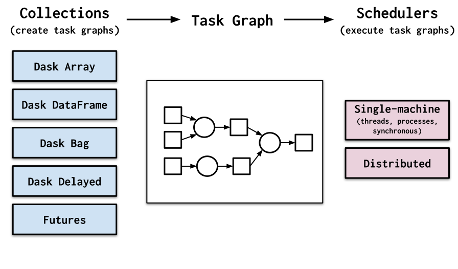 Collections
(create task graphs)
Task Graph
Schedulers
(execute task graphs)
Dask Array
Dask DataFrame
Dask Bag
Dask Delayed
Futures
Single-machine
(threads, processes,
synchronous)
Distributed